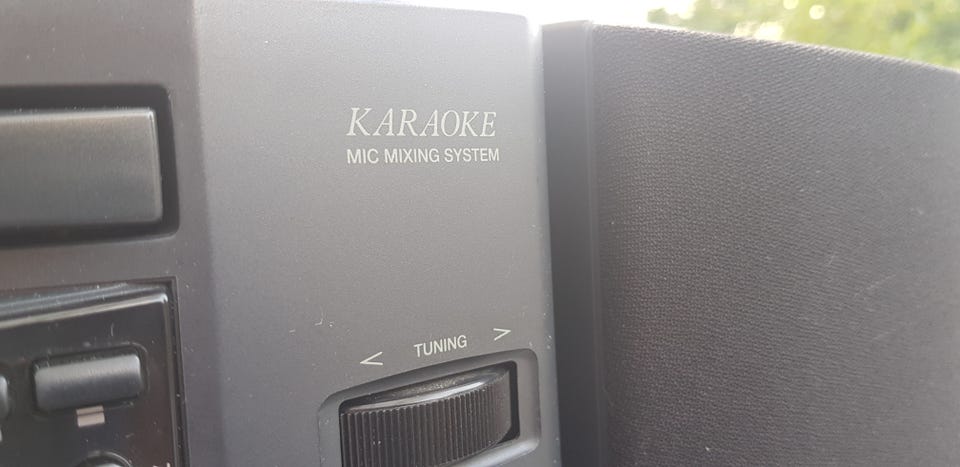 KARAOKE
MIC MIXING SYSTEM
< TUNING >